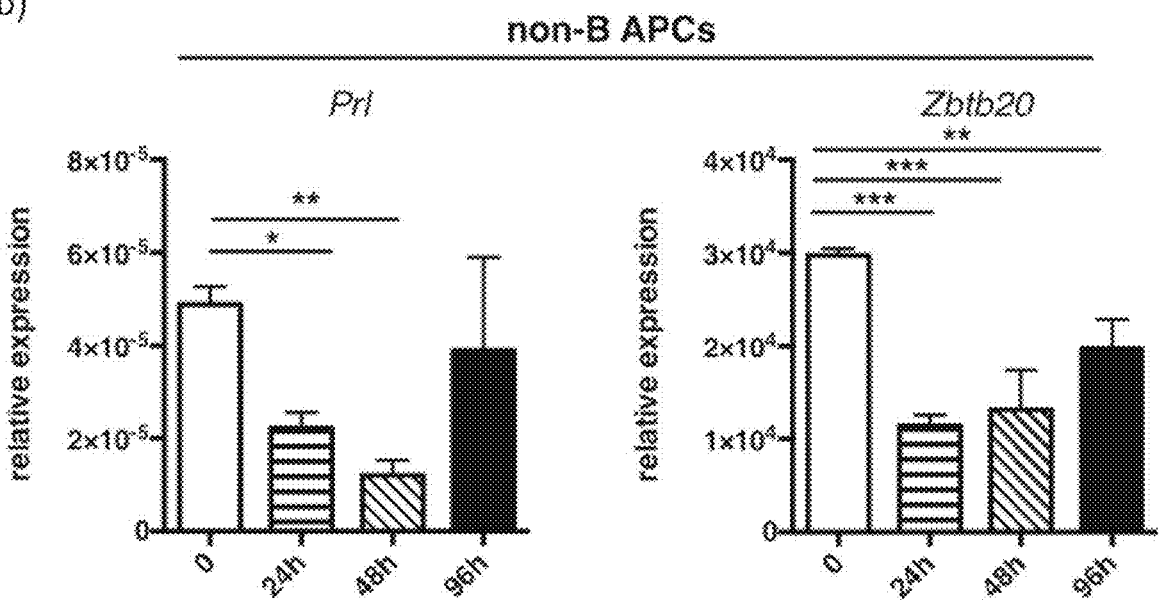 b)
non-B APCs
Prl
relative expression
8×10⁻⁵
6×10⁻⁵
4×10⁻⁵
2×10⁻⁵
0
**
*
0
24h
48h
96h
Zbtb20
relative expression
4×10⁴
3×10⁴
2×10⁴
1×10⁴
0
**
***
***
0
24h
48h
96h